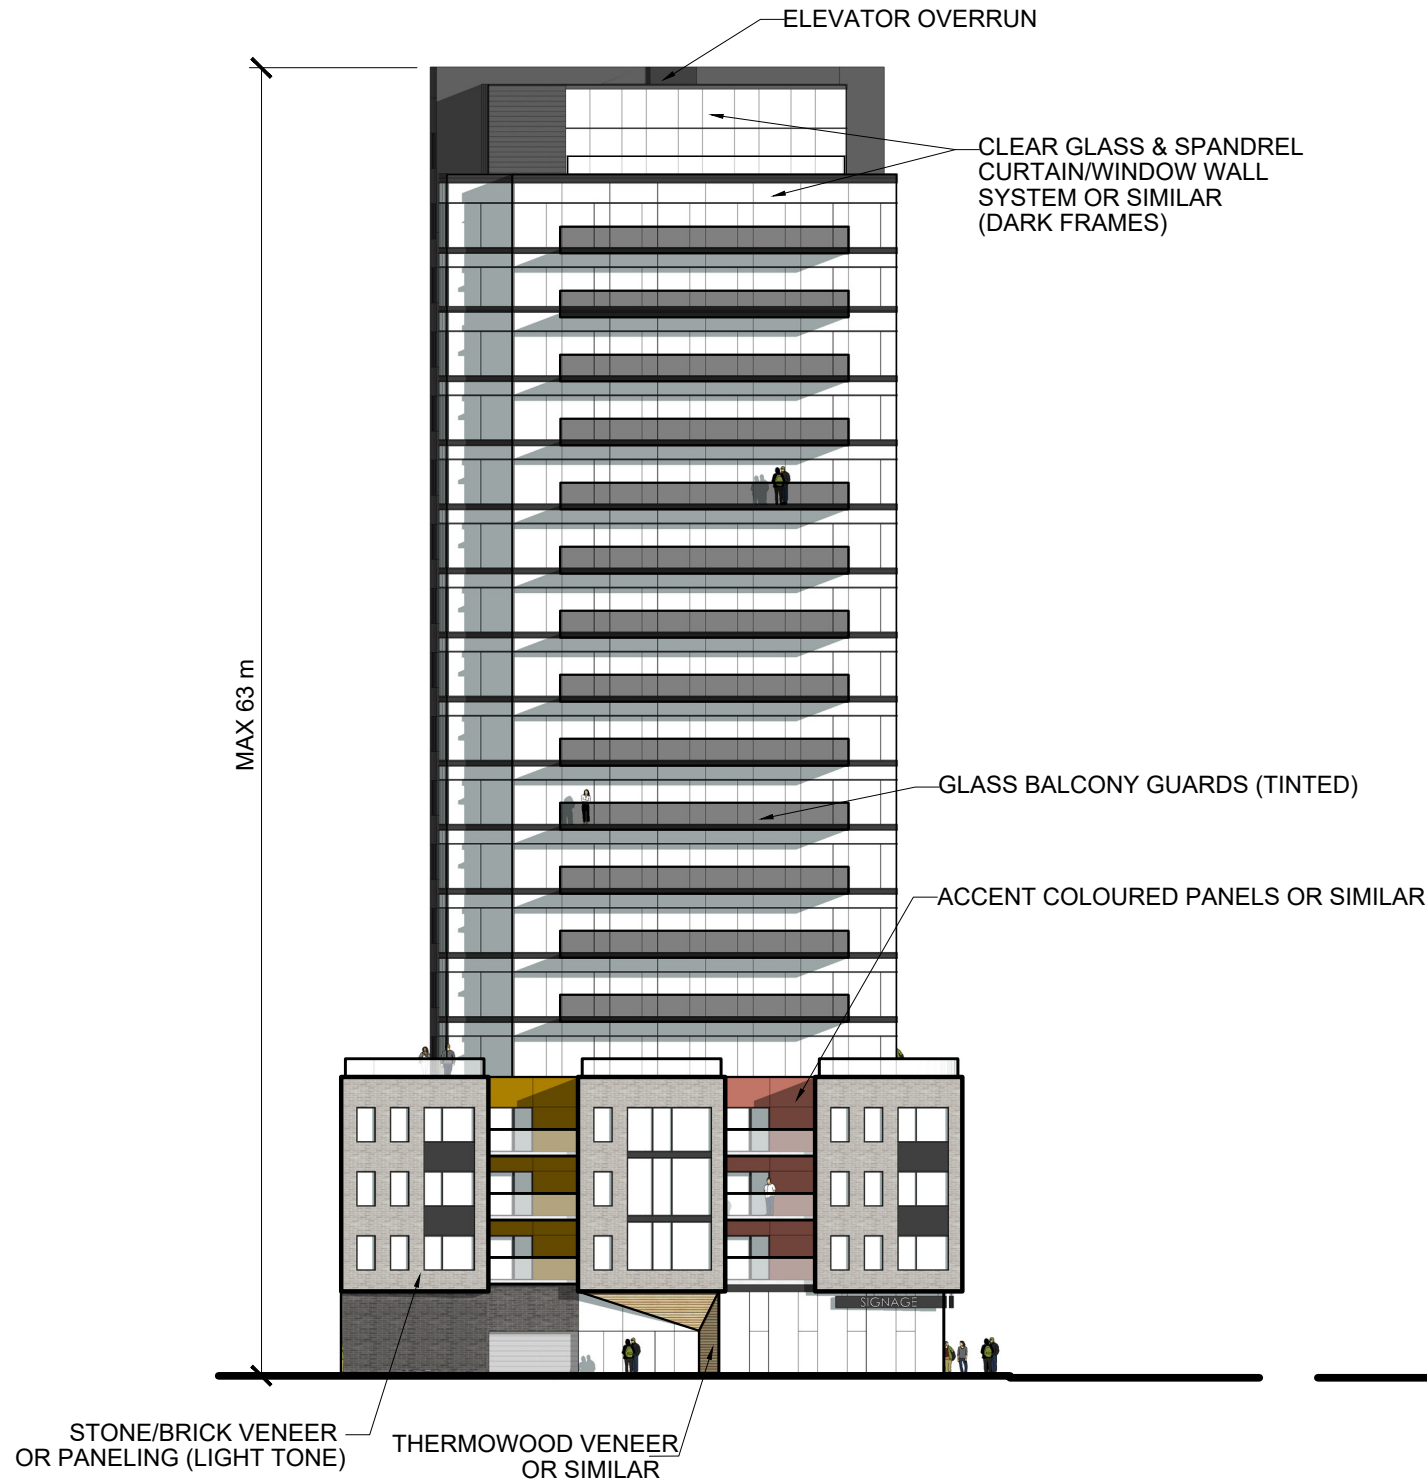 ELEVATOR OVERRUN
CLEAR GLASS & SPANDREL
CURTAIN/WINDOW WALL
SYSTEM OR SIMILAR
(DARK FRAMES)
MAX 63 m
GLASS BALCONY GUARDS (TINTED)
ACCENT COLOURED PANELS OR SIMILAR
SIGNAGE
STONE/BRICK VENEER
OR PANELING (LIGHT TONE)
THERMOWOOD VENEER
OR SIMILAR